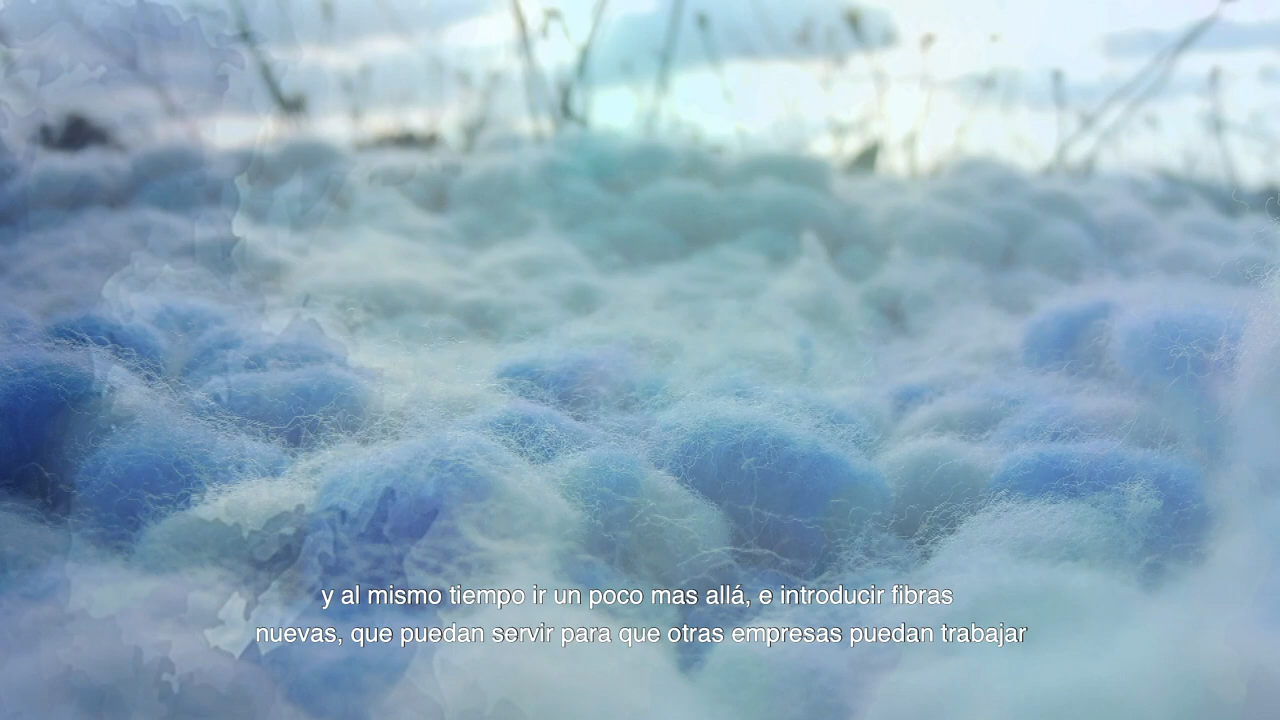 y al mismo tiempo ir un poco mas allá, e introducir fibras
nuevas, que puedan servir para que otras empresas puedan trabajar